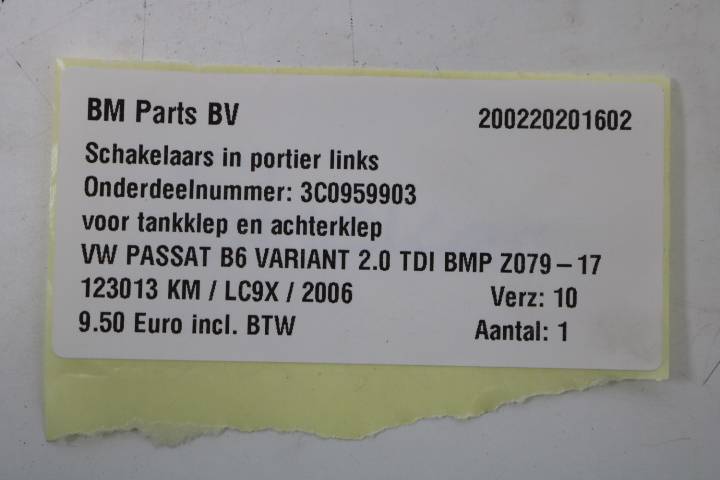 BM Parts BV 200220201602
Schakelaars in portier links
Onderdeelnummer: 3C0959903
voor tankklep en achterklep
VW PASSAT B6 VARIANT 2.0 TDI BMP Z079-17
123013 KM / LC9X / 2006 Verz: 10
9.50 Euro incl. BTW Aantal: 1